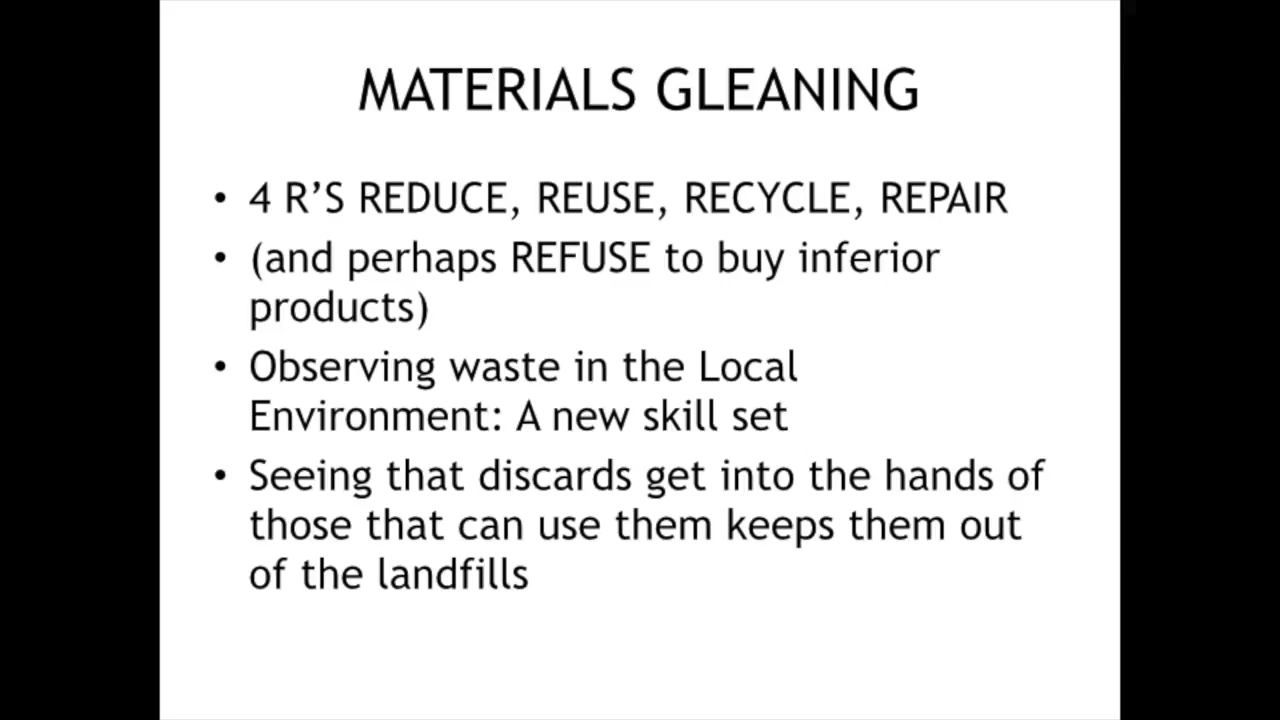 MATERIALS GLEANING
• 4 R’S REDUCE, REUSE, RECYCLE, REPAIR
• (and perhaps REFUSE to buy inferior
products)
• Observing waste in the Local
Environment: A new skill set
• Seeing that discards get into the hands of
those that can use them keeps them out
of the landfills